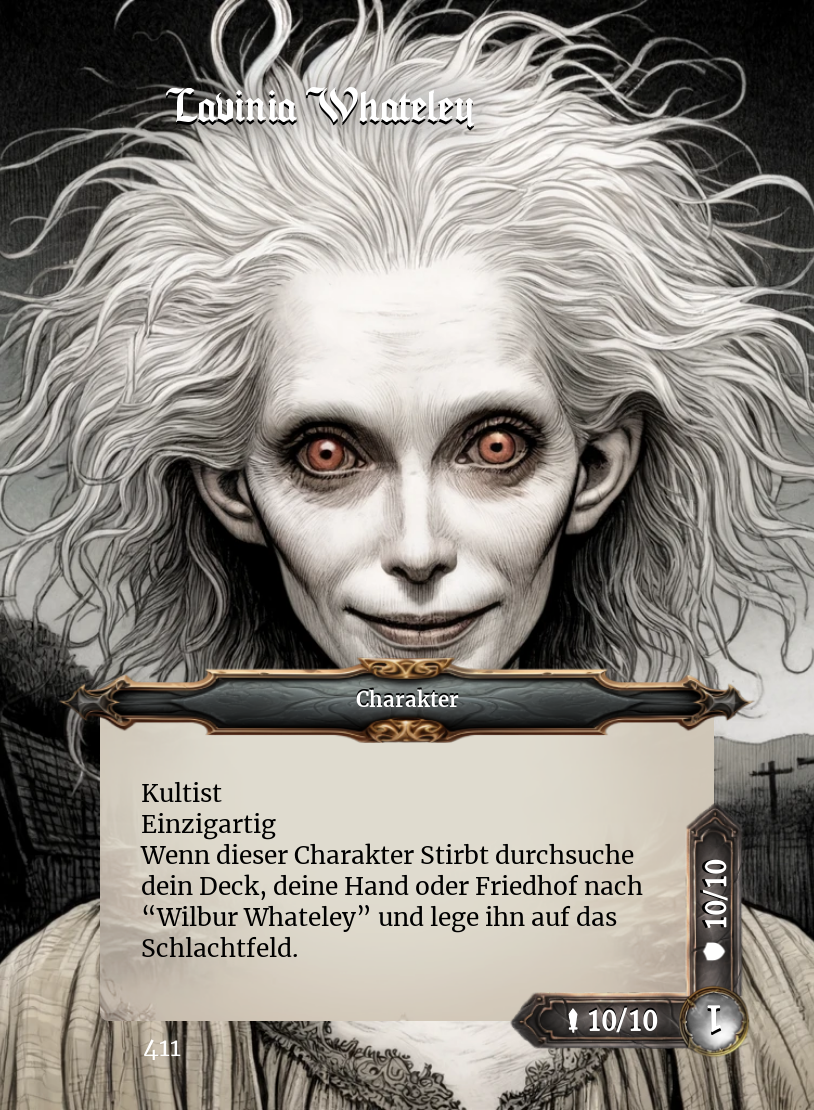 Lavinia Whateley
Charakter
Kultist
Einzigartig
Wenn dieser Charakter Stirbt durchsuche
dein Deck, deine Hand oder Friedhof nach
“Wilbur Whateley” und lege ihn auf das
Schlachtfeld.
10/10
10/10
1
411